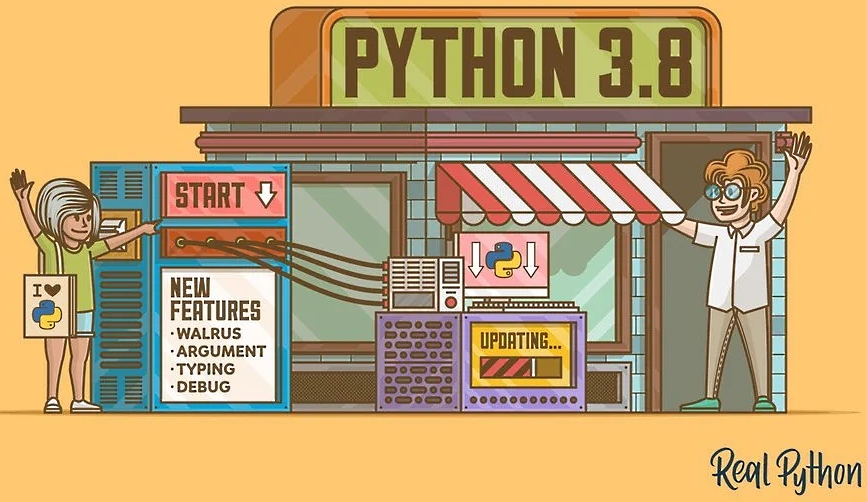 PYTHON 3.8
START
I
NEW
FEATURES
· WALRUS
· ARGUMENT
· TYPING
· DEBUG
UPDATING...
Real Python